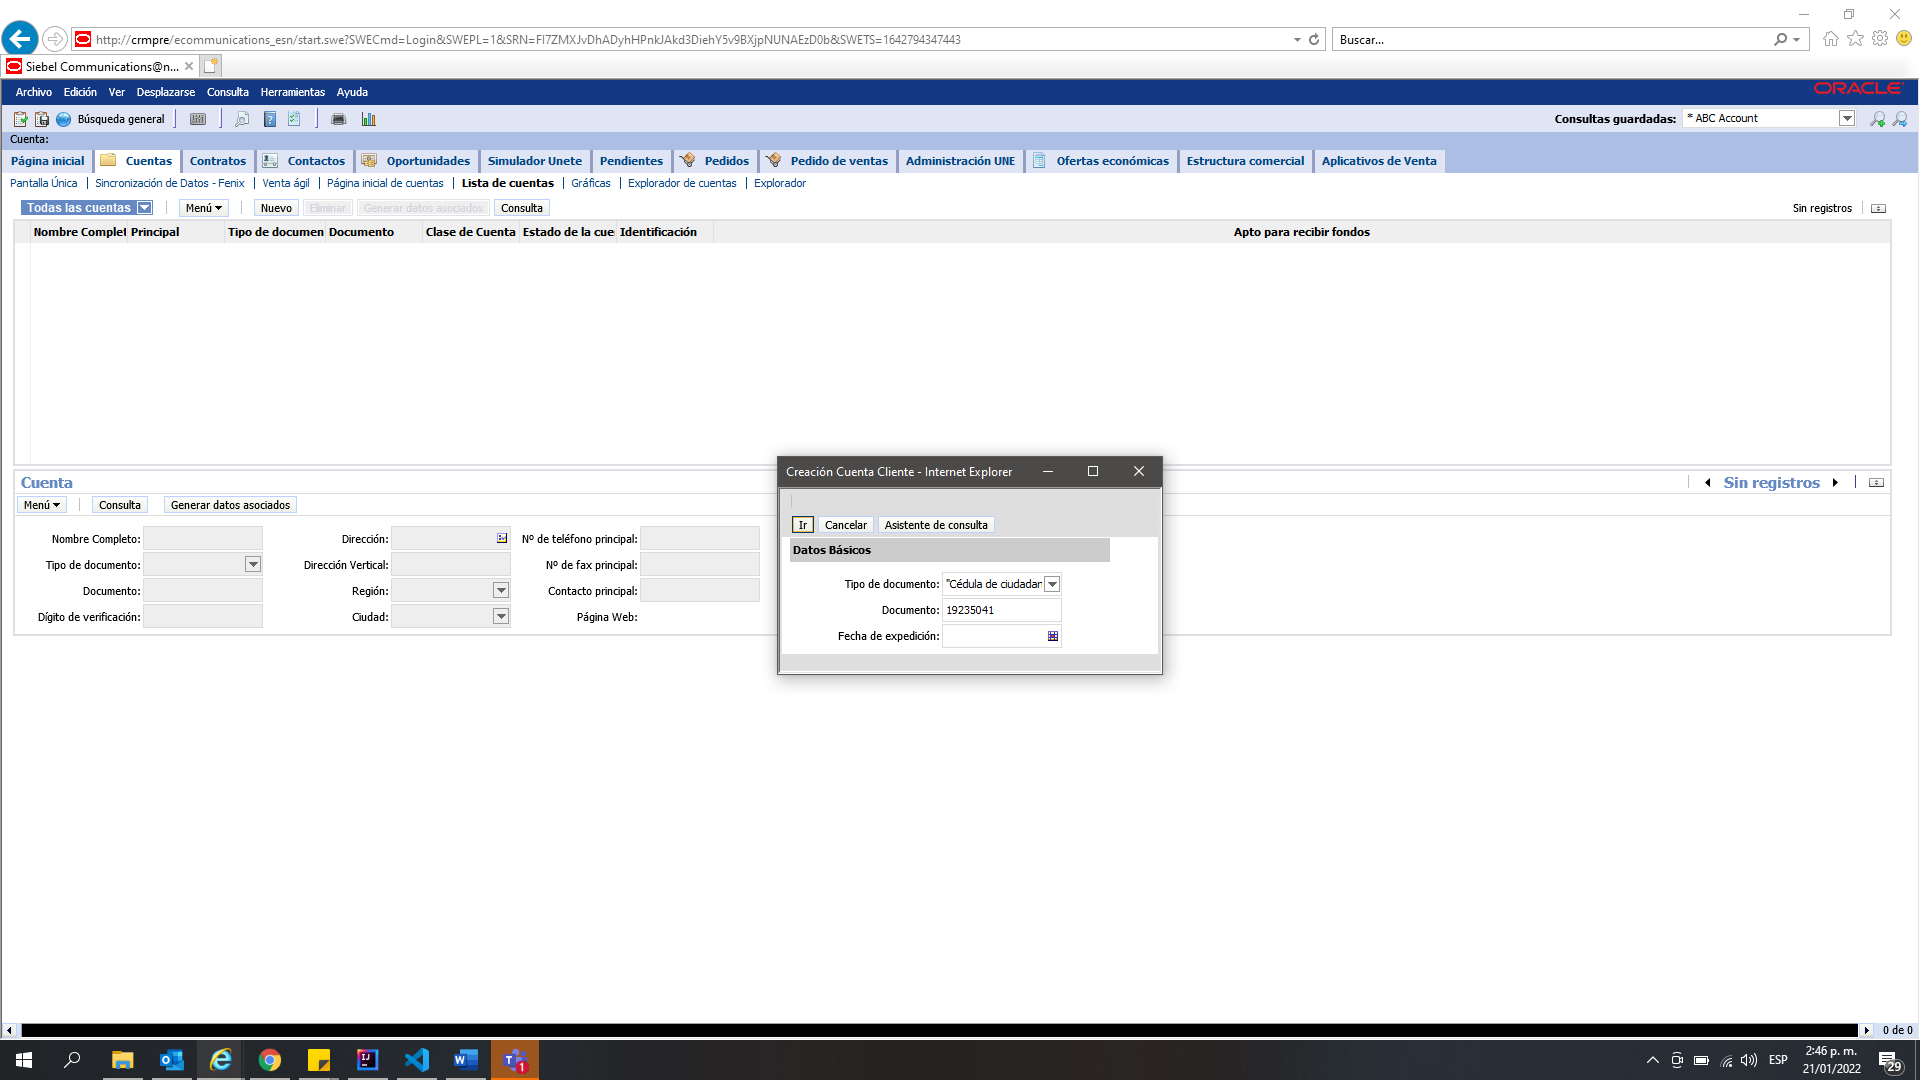 http://crmpre/ecommunications_esn/start.swe?SWECmd=Login&SWEPL=1&SRN=Fl7ZMXJvDhADyhHPnkJAkd3DiehY5v9BXjpNUNAEzD0b&SWETS=1642794347443
Buscar...
Siebel Communications@n...
Archivo Edición Ver Desplazarse Consulta Herramientas Ayuda
ORACLE
Búsqueda general
Consultas guardadas: * ABC Account
Cuenta:
Página inicial Cuentas Contratos Contactos Oportunidades Simulador Unete Pendientes Pedidos Pedido de ventas Administración UNE Ofertas económicas Estructura comercial Aplicativos de Venta
Pantalla Única Sincronización de Datos - Fenix Venta ágil Página inicial de cuentas Lista de cuentas Gráficas Explorador de cuentas Explorador
Todas las cuentas Menú Nuevo Eliminar Generar datos asociados Consulta Sin registros
Nombre Complet Principal Tipo de documen Documento Clase de Cuenta Estado de la cue Identificación Apto para recibir fondos
Creación Cuenta Cliente - Internet Explorer
Ir Cancelar Asistente de consulta
Datos Básicos
Tipo de documento: "Cédula de ciudadar
Documento: 19235041
Fecha de expedición:
Cuenta Sin registros
Menú Consulta Generar datos asociados
Nombre Completo: Dirección: Nº de teléfono principal:
Tipo de documento: Dirección Vertical: Nº de fax principal:
Documento: Región: Contacto principal:
Dígito de verificación: Ciudad: Página Web:
0 de 0
ESP
2:46 p. m.
21/01/2022
29
1